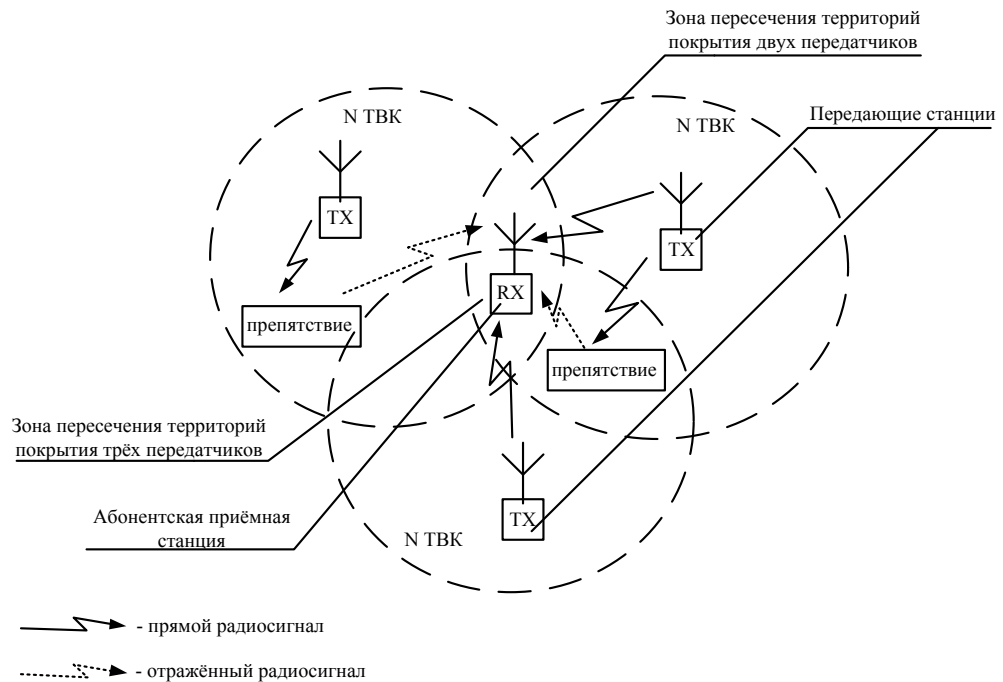 Зона пересечения территорий
покрытия двух передатчиков
N ТВК
N ТВК
Передающие станции
TX
TX
RX
препятствие
препятствие
Зона пересечения территорий
покрытия трёх передатчиков
TX
Абонентская приёмная
станция
N ТВК
- прямой радиосигнал
- отражённый радиосигнал